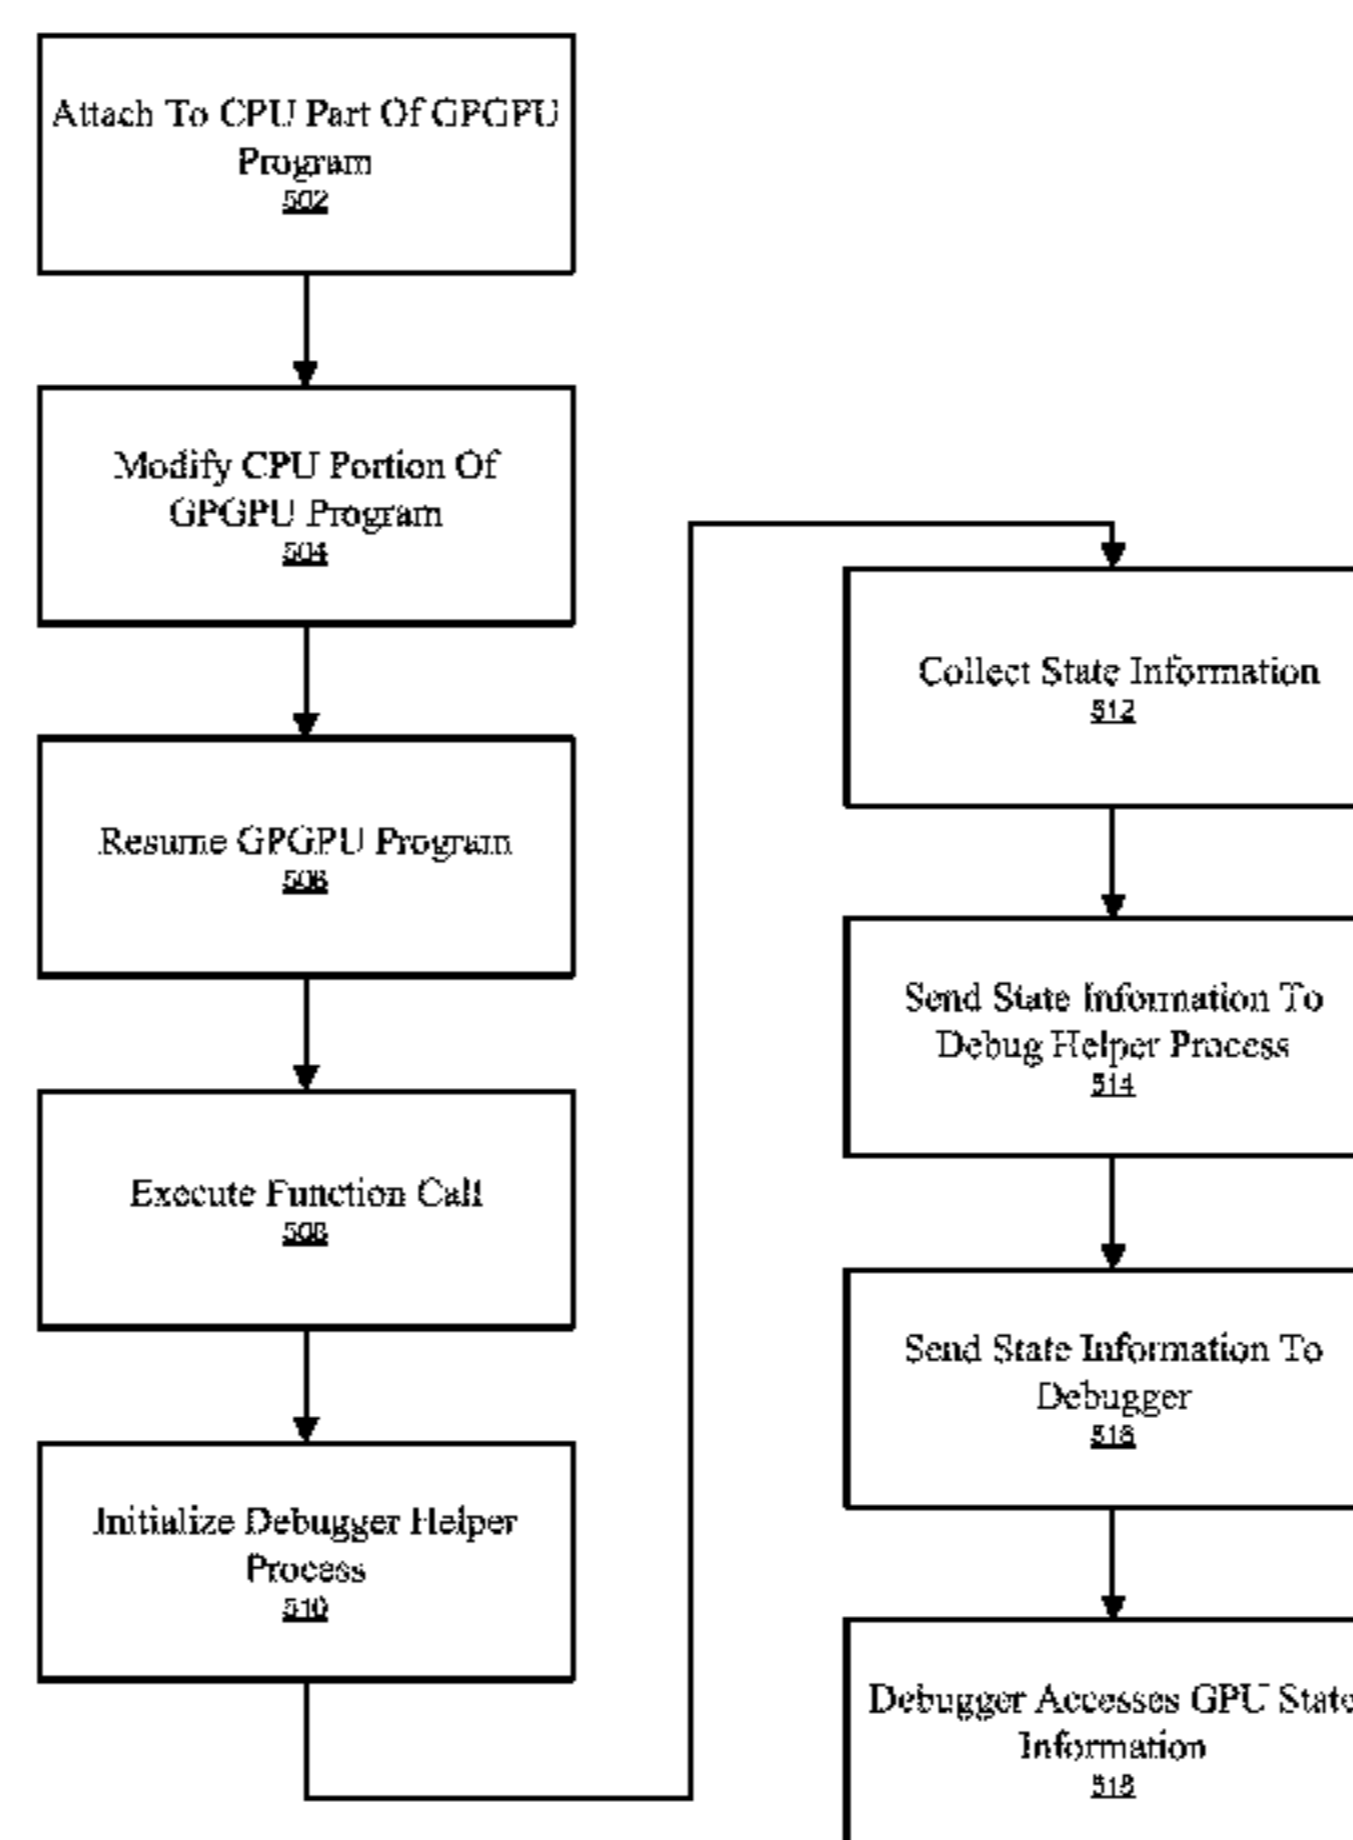 Attach To CPU Part Of GPGPU
Program
502
Modify CPU Portion Of
GPGPU Program
504
Resume GPGPU Program
506
Execute Function Call
508
Initialize Debugger Helper
Process
510
Collect State Information
512
Send State Information To
Debug Helper Process
514
Send State Information To
Debugger
516
Debugger Accesses GPU State
Information
518